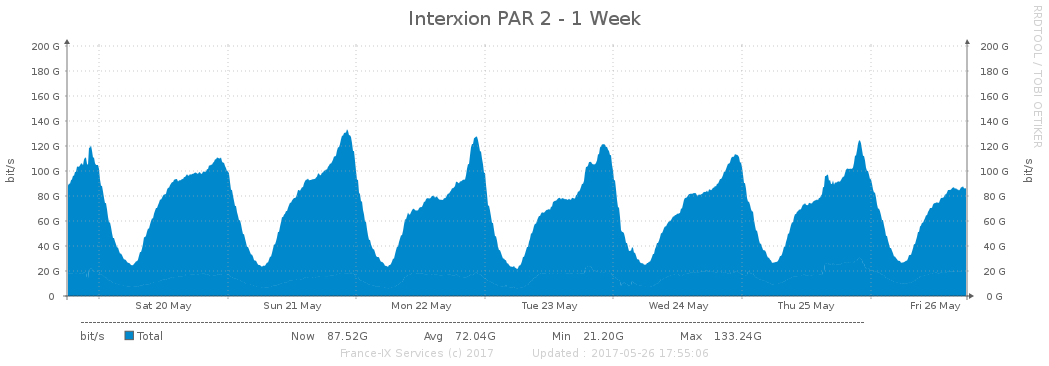 Interxion PAR 2 - 1 Week
RRDTOOL / TOBI OETIKER
200 G 200 G
180 G 180 G
160 G 160 G
140 G 140 G
120 G 120 G
100 G 100 G
80 G 80 G
60 G 60 G
40 G 40 G
20 G 20 G
0 0 G
bit/s
bit/s
Sat 20 May Sun 21 May Mon 22 May Tue 23 May Wed 24 May Thu 25 May Fri 26 May
bit/s Total Now 87.52G Avg 72.04G Min 21.20G Max 133.24G
France-IX Services (c) 2017 Updated : 2017-05-26 17:55:06